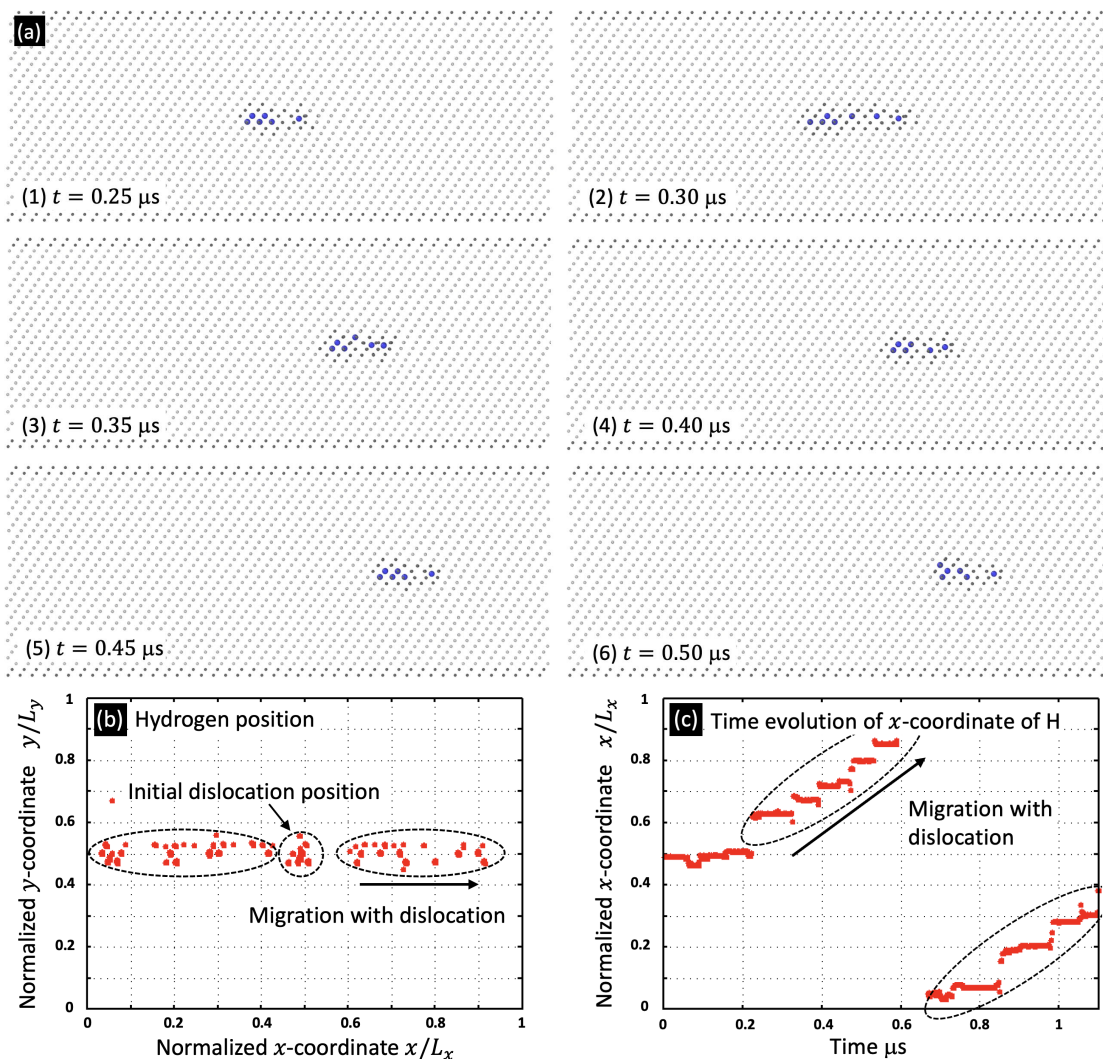 (a)
(1) t = 0.25 μs
(2) t = 0.30 μs
(3) t = 0.35 μs
(4) t = 0.40 μs
(5) t = 0.45 μs
(6) t = 0.50 μs
(b) Hydrogen position
Normalized y-coordinate y/L_y
1
0.8
0.6
0.4
0.2
0
Initial dislocation position
Migration with dislocation
0 0.2 0.4 0.6 0.8 1
Normalized x-coordinate x/L_x
(c) Time evolution of x-coordinate of H
Normalized x-coordinate x/L_x
1
0.8
0.6
0.4
0.2
0
Migration with
dislocation
0 0.2 0.4 0.6 0.8 1
Time μs